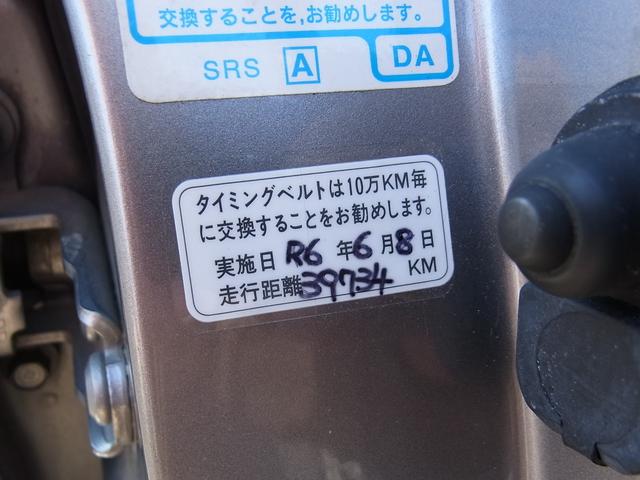 交換することを,お勧めします。
SRS A DA
タイミングベルトは10万KM毎
に交換することをお勧めします。
実施日 R6 年 6 月 8 日
走行距離 39734 KM